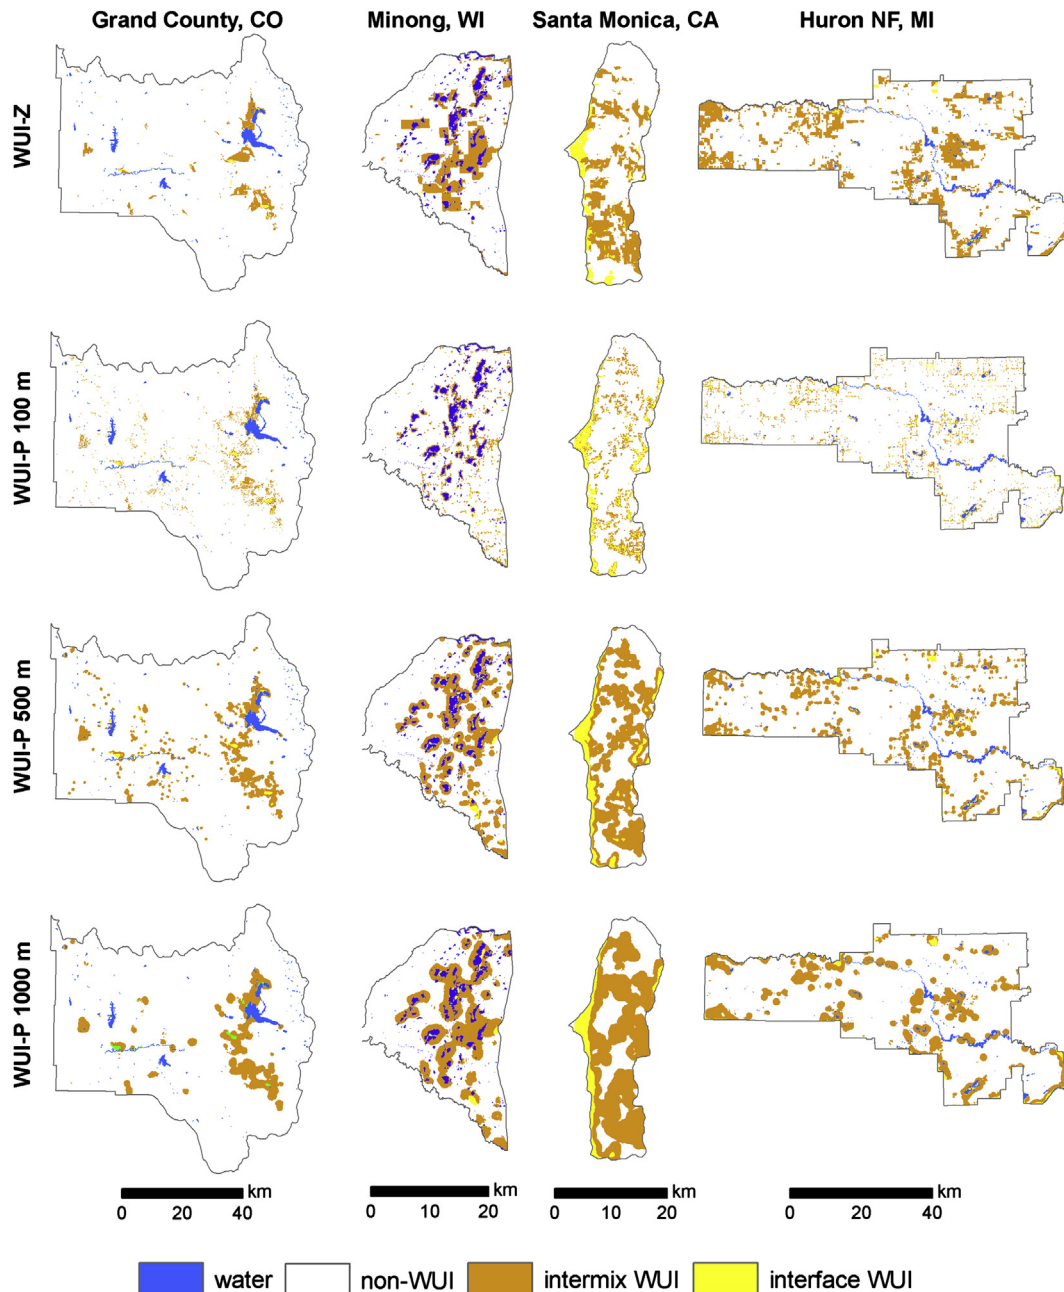 Grand County, CO Minong, WI Santa Monica, CA Huron NF, MI
WUI-Z
WUI-P 100 m
WUI-P 500 m
WUI-P 1000 m
km km km km
0 20 40 0 10 20 0 10 20 0 20 40
water non-WUI intermix WUI interface WUI